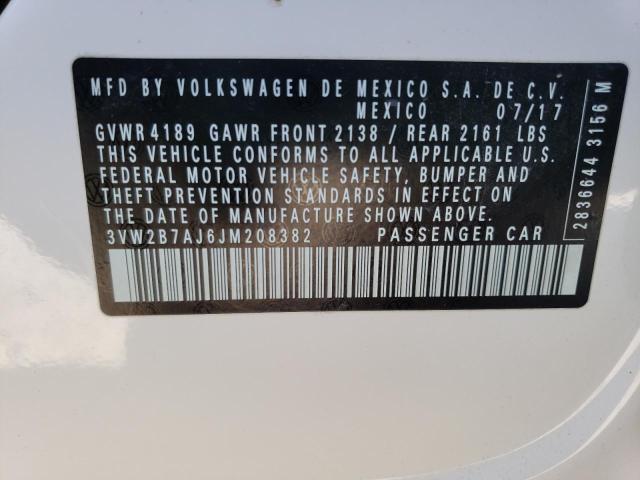 MFD BY VOLKSWAGEN DE MEXICO S.A. DE C.V.
MEXICO 07/17
GVWR 4189 GAWR FRONT 2138 / REAR 2161 LBS
THIS VEHICLE CONFORMS TO ALL APPLICABLE U.S.
FEDERAL MOTOR VEHICLE SAFETY, BUMPER AND
THEFT PREVENTION STANDARDS IN EFFECT ON
THE DATE OF MANUFACTURE SHOWN ABOVE.
3VW2B7AJ6JM208382 PASSENGER CAR
2836644 3156 M